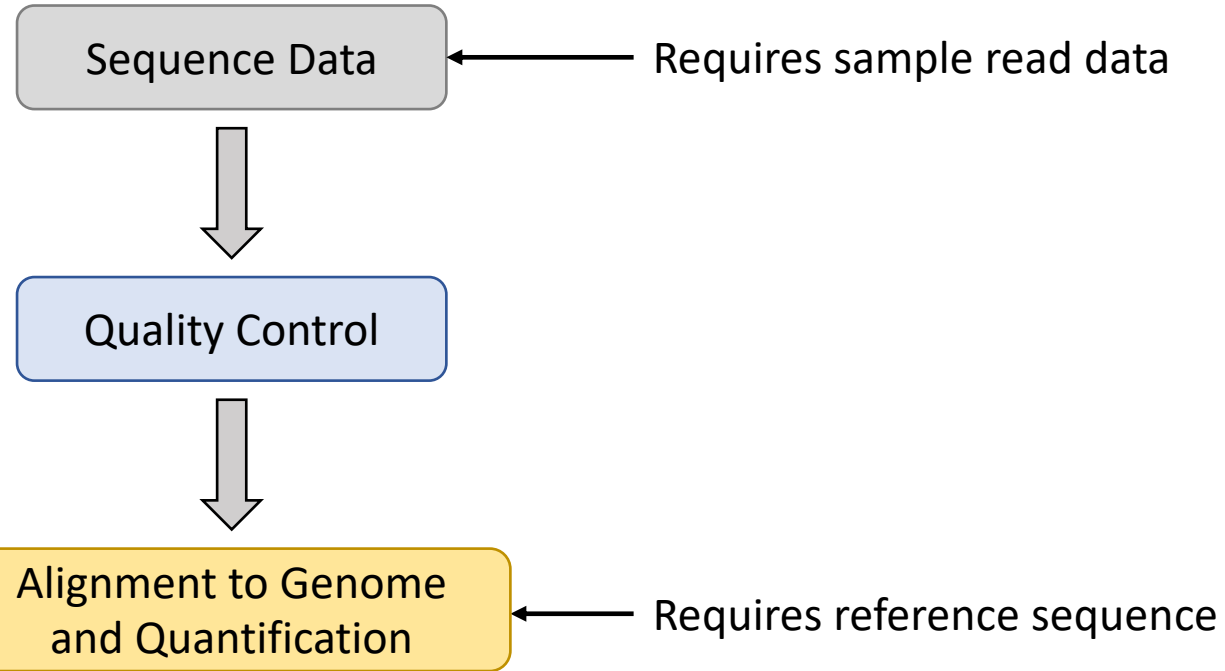 Sequence Data
Requires sample read data
Quality Control
Alignment to Genome
and Quantification
Requires reference sequence